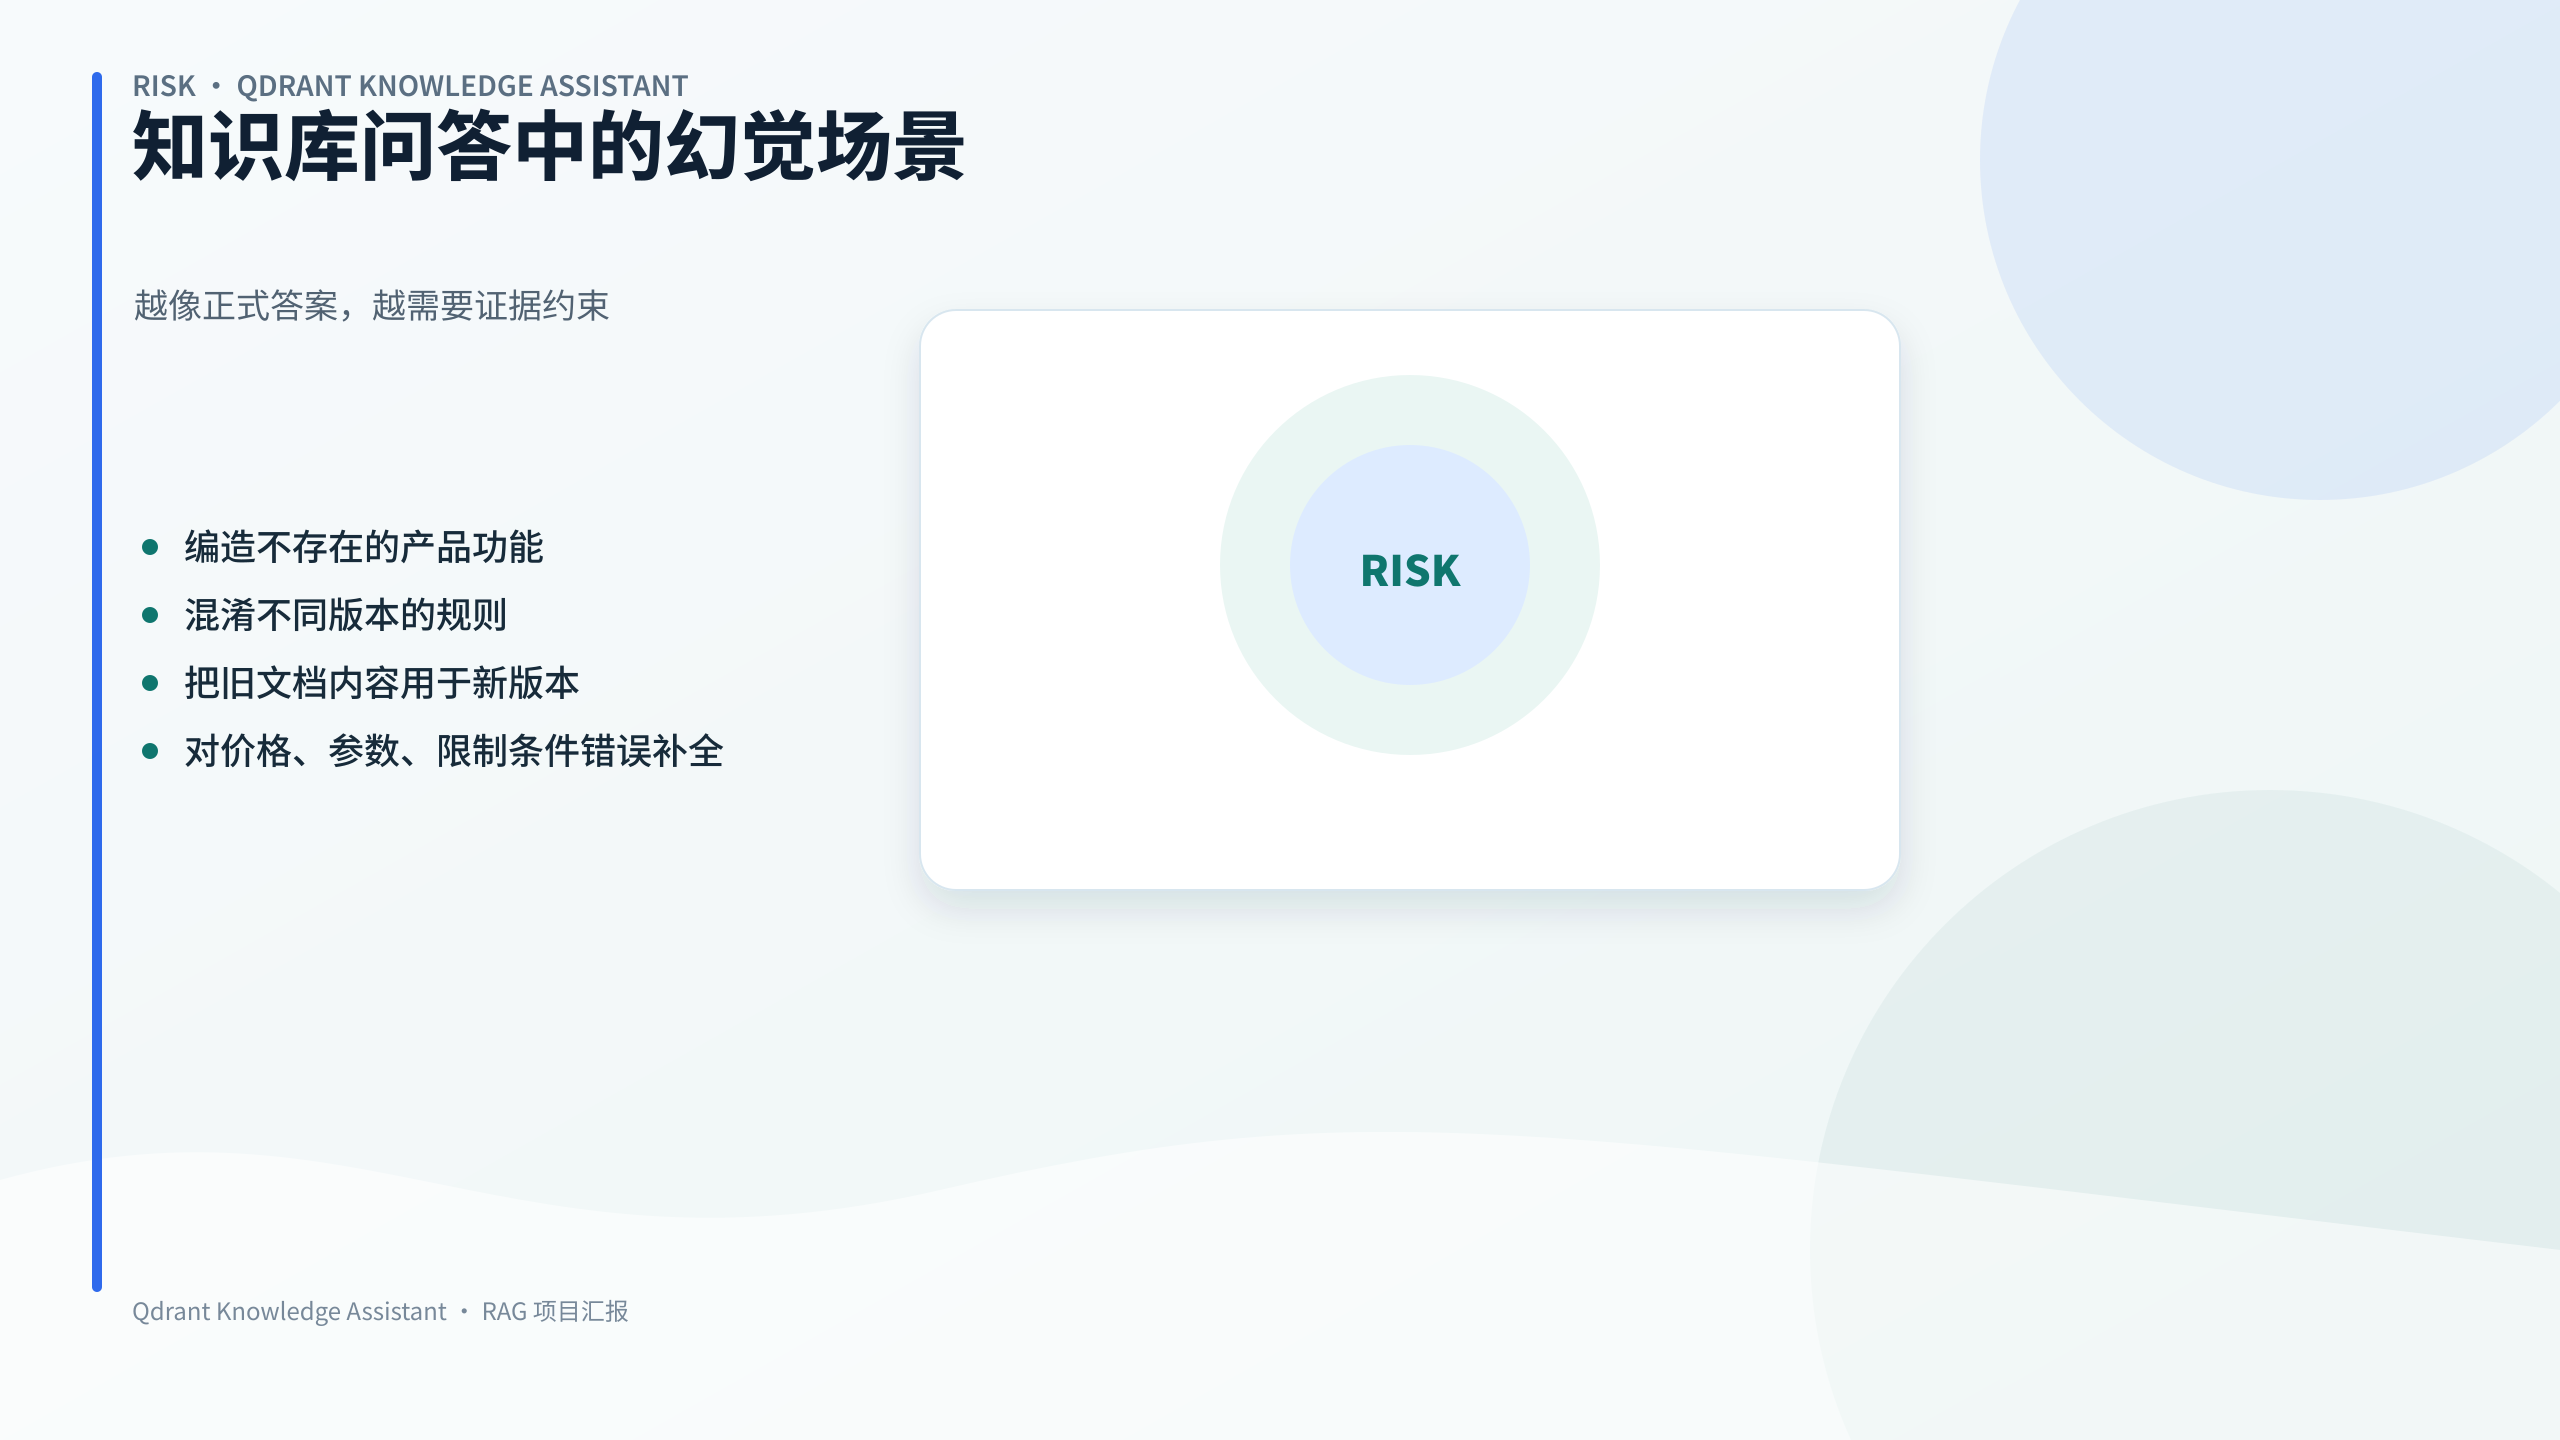 RISK · QDRANT KNOWLEDGE ASSISTANT
知识库问答中的幻觉场景
越像正式答案，越需要证据约束
编造不存在的产品功能
混淆不同版本的规则
把旧文档内容用于新版本
对价格、参数、限制条件错误补全
RISK
Qdrant Knowledge Assistant · RAG 项目汇报